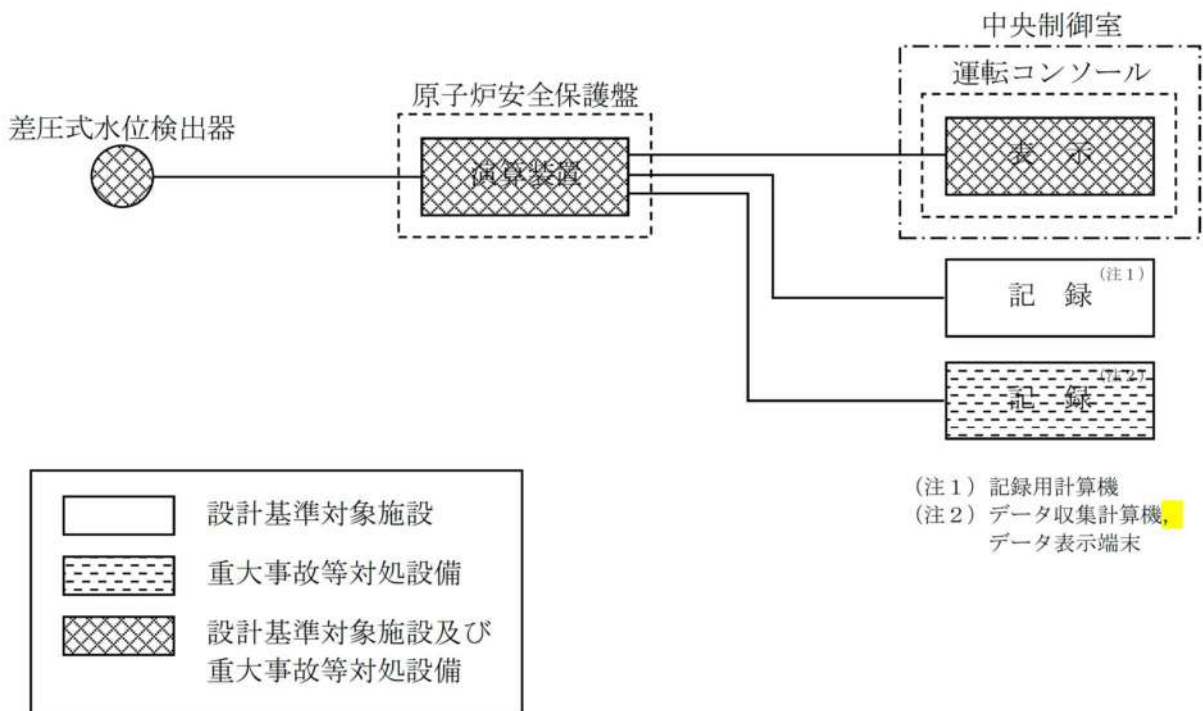 中央制御室
運転コンソール
原子炉安全保護盤
差圧式水位検出器
演算装置
表 示
記 録 (注1)
記 録 (注2)
(注1) 記録用計算機
(注2) データ収集計算機,
データ表示端末
設計基準対象施設
重大事故等対処設備
設計基準対象施設及び
重大事故等対処設備